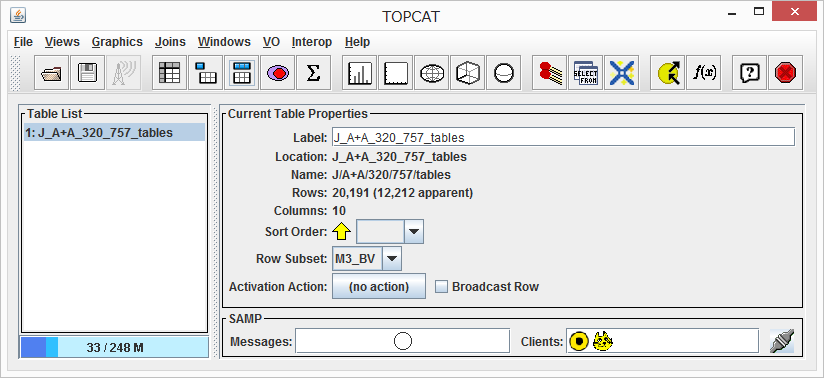 TOPCAT
File Views Graphics Joins Windows VO Interop Help
Σ SELECT FROM f(x) ?
Table List
1: J_A+A_320_757_tables
33 / 248 M
Current Table Properties
Label: J_A+A_320_757_tables
Location: J_A+A_320_757_tables
Name: J/A+A/320/757/tables
Rows: 20,191 (12,212 apparent)
Columns: 10
Sort Order:
Row Subset: M3_BV
Activation Action: (no action) Broadcast Row
SAMP
Messages: Clients: